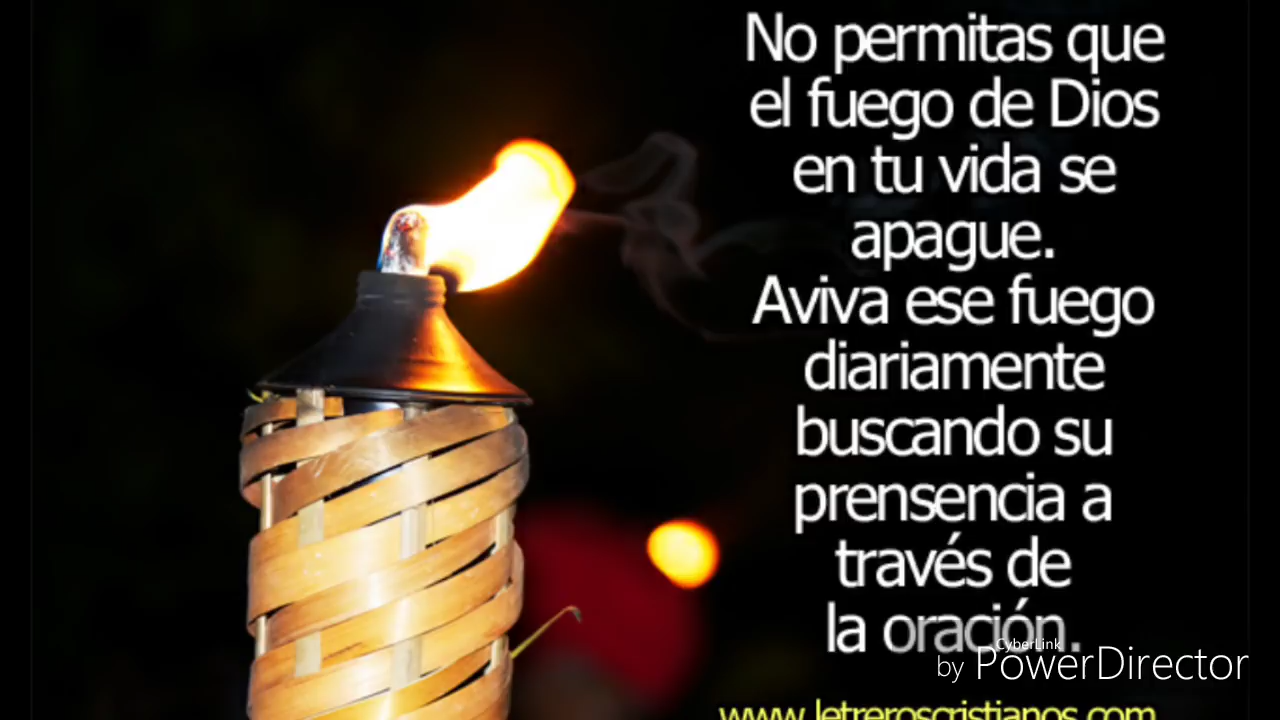 No permitas que
el fuego de Dios
en tu vida se
apague.
Aviva ese fuego
diariamente
buscando su
prensencia a
través de
la oración.
CyberLink
by PowerDirector
www.letreroscristianos.com